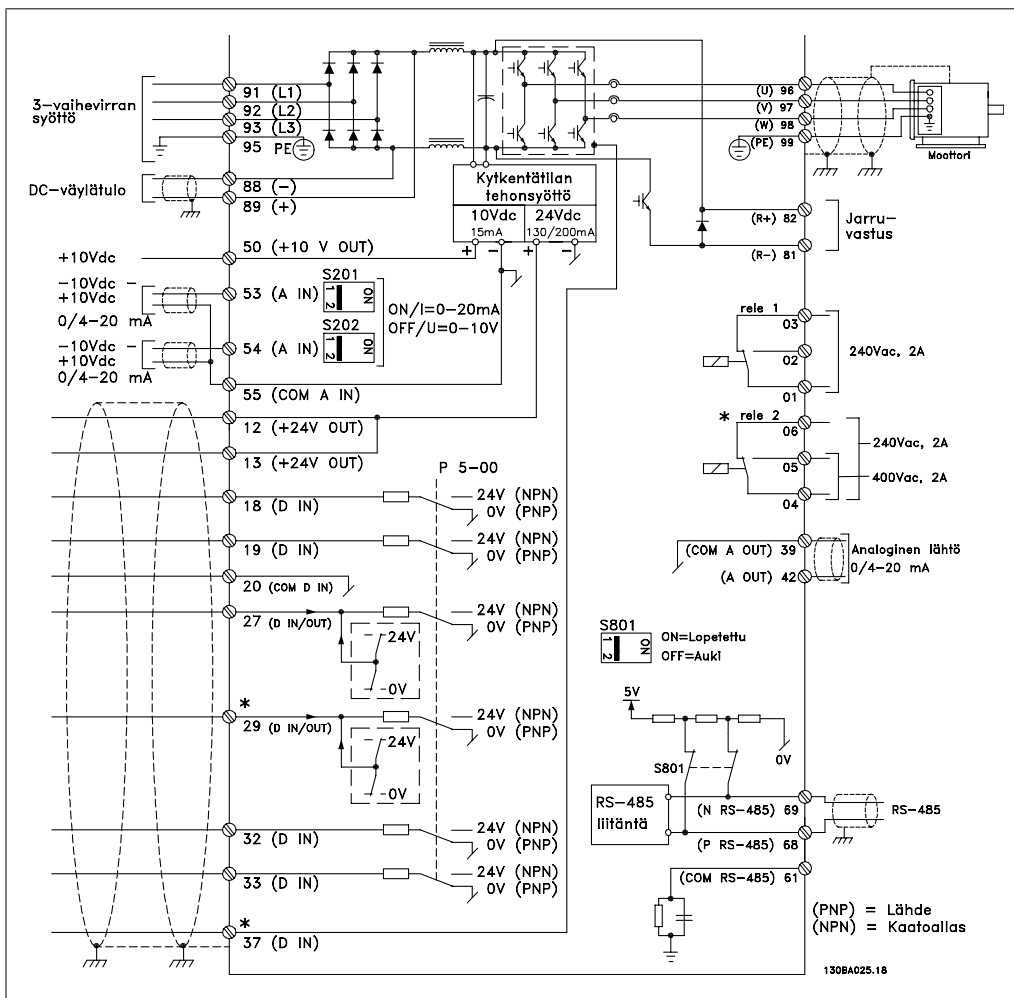 3-vaihevirran
syöttö
91 (L1)
92 (L2)
93 (L3)
95 PE
DC-väylätulo
88 (-)
89 (+)
50 (+10 V OUT)
+10Vdc
-10Vdc -
+10Vdc
0/4-20 mA
53 (A IN)
S201
ON
1 2
ON/I=0-20mA
OFF/U=0-10V
S202
ON
1 2
-10Vdc -
+10Vdc
0/4-20 mA
54 (A IN)
55 (COM A IN)
12 (+24V OUT)
13 (+24V OUT)
P 5-00
18 (D IN)
24V (NPN)
0V (PNP)
19 (D IN)
24V (NPN)
0V (PNP)
20 (COM D IN)
27 (D IN/OUT)
24V (NPN)
0V (PNP)
24V
0V
*
29 (D IN/OUT)
24V (NPN)
0V (PNP)
24V
0V
32 (D IN)
24V (NPN)
0V (PNP)
33 (D IN)
24V (NPN)
0V (PNP)
*
37 (D IN)
Kytkentätilan
tehonsyöttö
10Vdc
15mA
24Vdc
130/200mA
+ - + -
(U) 96
(V) 97
(W) 98
(PE) 99
Moottori
(R+) 82
(R-) 81
Jarru-
vastus
rele 1
03
02
01
240Vac, 2A
* rele 2
06
05
04
240Vac, 2A
400Vac, 2A
(COM A OUT) 39
(A OUT) 42
Analoginen lähtö
0/4-20 mA
S801
ON
1 2
ON=Lopetettu
OFF=Auki
5V
0V
S801
RS-485
liitäntä
(N RS-485) 69
(P RS-485) 68
RS-485
(COM RS-485) 61
(PNP) = Lähde
(NPN) = Kaatoallas
130BA025.18